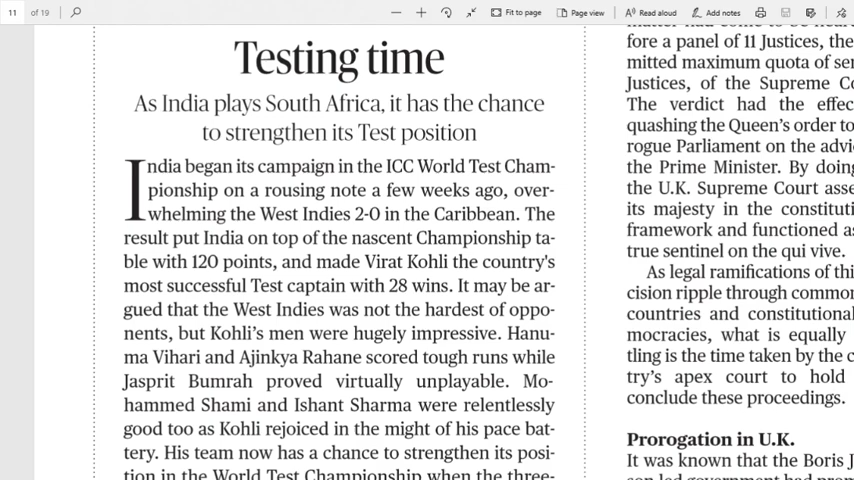 11 of 19
Fit to page
Page view
Read aloud
Add notes
Testing time
As India plays South Africa, it has the chance
to strengthen its Test position
India began its campaign in the ICC World Test Cham-
pionship on a rousing note a few weeks ago, over-
whelming the West Indies 2-0 in the Caribbean. The
result put India on top of the nascent Championship ta-
ble with 120 points, and made Virat Kohli the country's
most successful Test captain with 28 wins. It may be ar-
gued that the West Indies was not the hardest of oppo-
nents, but Kohli's men were hugely impressive. Hanu-
ma Vihari and Ajinkya Rahane scored tough runs while
Jasprit Bumrah proved virtually unplayable. Mo-
hammed Shami and Ishant Sharma were relentlessly
good too as Kohli rejoiced in the might of his pace bat-
tery. His team now has a chance to strengthen its posi-
tion in the World Test Championship when the three-
fore a panel of 11 Justices, the
mitted maximum quota of
Justices, of the Supreme
The verdict had the
quashing the Queen's order to
rogue Parliament on the
the Prime Minister. By doing
the U.K. Supreme Court
its majesty in the
framework and functioned
true sentinel on the qui vive.
As legal ramifications of
cision ripple through
countries and
mocracies, what is equally
tling is the time taken by the
try's apex court to hold
conclude these proceedings.
Prorogation in U.K.
It was known that the Boris